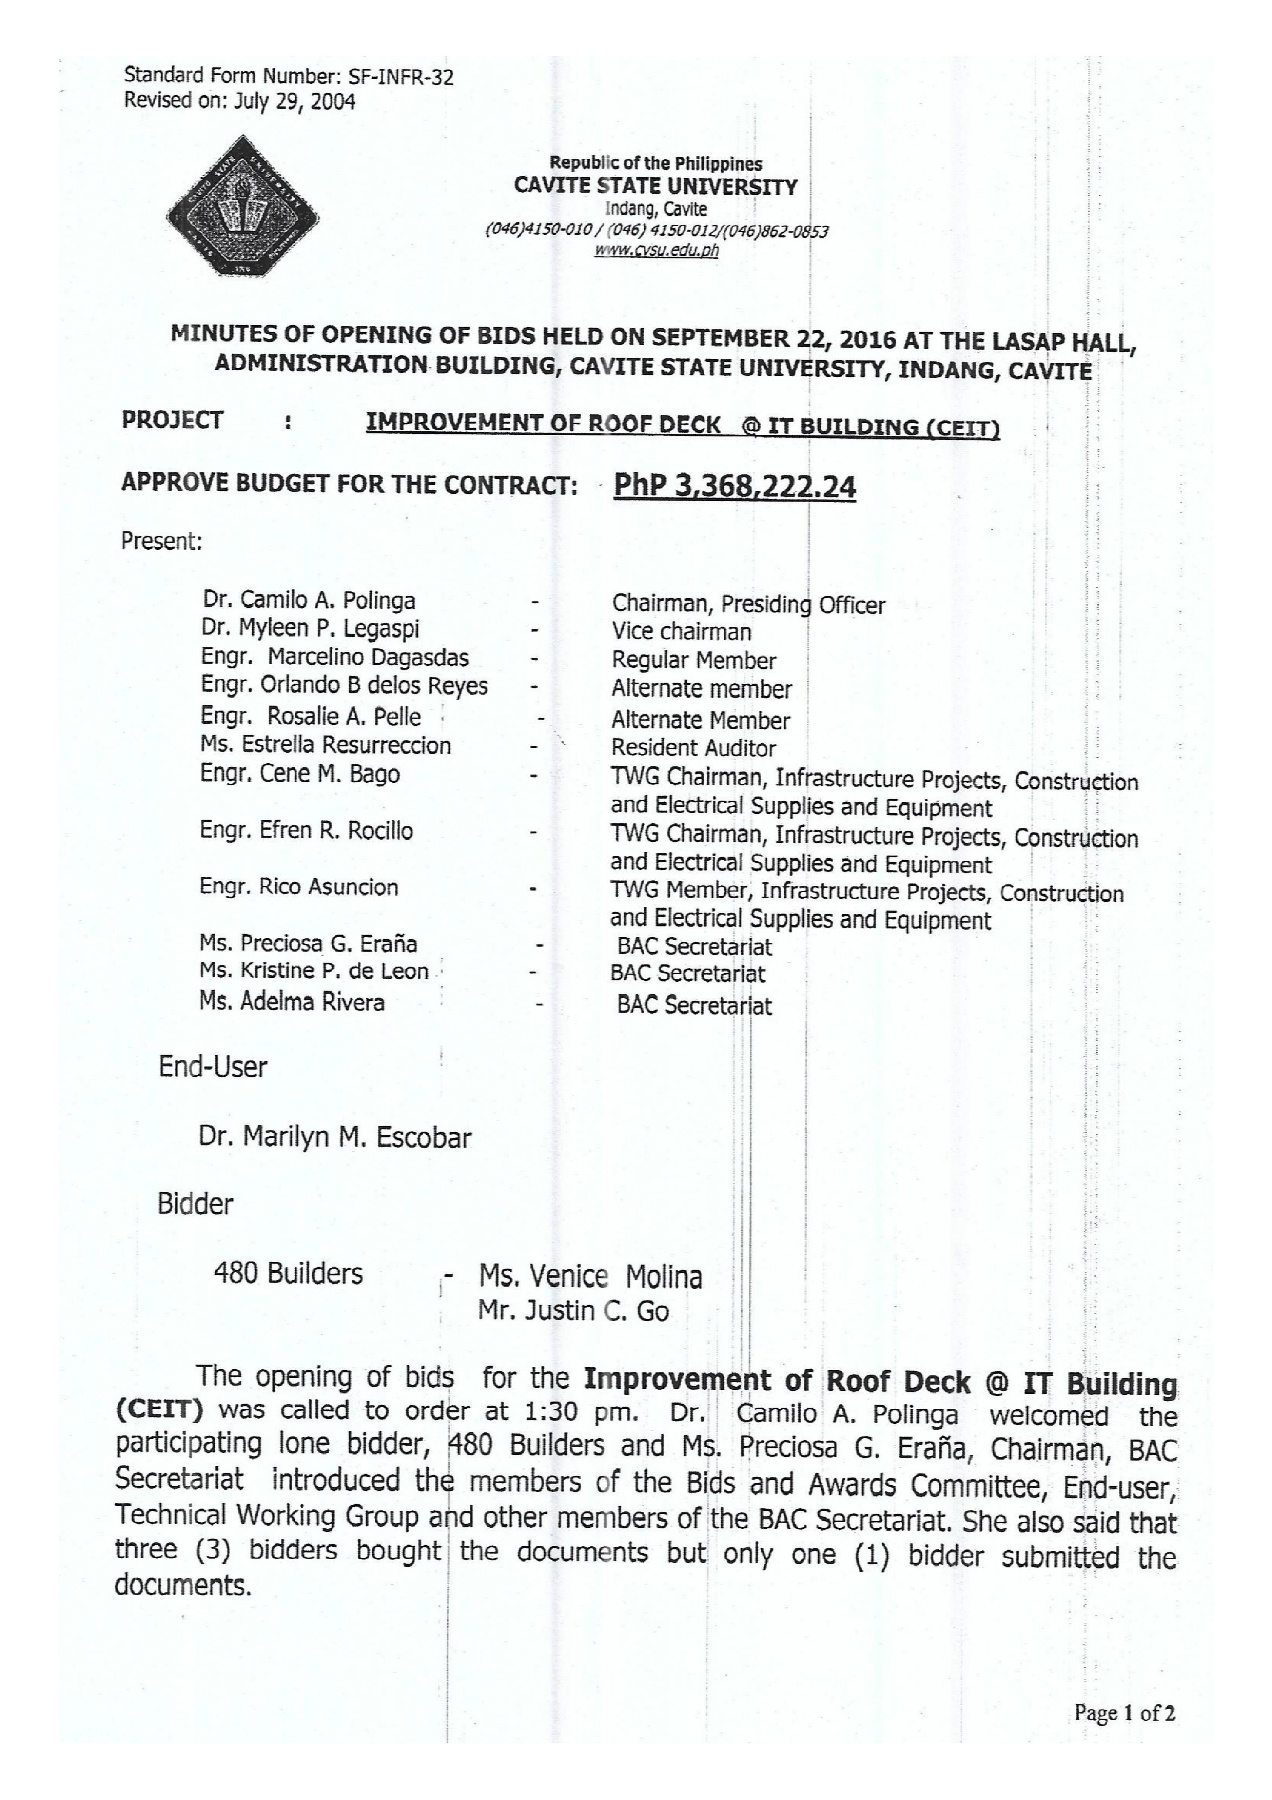 Standard Form Number: SF-INFR-32
Revised on: July 29, 2004
CAVITE STATE UNIVERSITY
Republic of the Philippines
CAVITE STATE UNIVERSITY
Indang, Cavite
(046)4150-010 / (046) 4150-012/(046)862-0853
www.cvsu.edu.ph
MINUTES OF OPENING OF BIDS HELD ON SEPTEMBER 22, 2016 AT THE LASAP HALL,
ADMINISTRATION BUILDING, CAVITE STATE UNIVERSITY, INDANG, CAVITE
PROJECT : IMPROVEMENT OF ROOF DECK @ IT BUILDING (CEIT)
APPROVE BUDGET FOR THE CONTRACT: PhP 3,368,222.24
Present:
Dr. Camilo A. Polinga - Chairman, Presiding Officer
Dr. Myleen P. Legaspi - Vice chairman
Engr. Marcelino Dagasdas - Regular Member
Engr. Orlando B delos Reyes - Alternate member
Engr. Rosalie A. Pelle - Alternate Member
Ms. Estrella Resurreccion - Resident Auditor
Engr. Cene M. Bago - TWG Chairman, Infrastructure Projects, Construction
and Electrical Supplies and Equipment
Engr. Efren R. Rocillo - TWG Chairman, Infrastructure Projects, Construction
and Electrical Supplies and Equipment
Engr. Rico Asuncion - TWG Member, Infrastructure Projects, Construction
and Electrical Supplies and Equipment
Ms. Preciosa G. Eraña - BAC Secretariat
Ms. Kristine P. de Leon - BAC Secretariat
Ms. Adelma Rivera - BAC Secretariat
End-User
Dr. Marilyn M. Escobar
Bidder
480 Builders - Ms. Venice Molina
Mr. Justin C. Go
The opening of bids for the Improvement of Roof Deck @ IT Building
(CEIT) was called to order at 1:30 pm. Dr. Camilo A. Polinga welcomed the
participating lone bidder, 480 Builders and Ms. Preciosa G. Eraña, Chairman, BAC
Secretariat introduced the members of the Bids and Awards Committee, End-user,
Technical Working Group and other members of the BAC Secretariat. She also said that
three (3) bidders bought the documents but only one (1) bidder submitted the
documents.
Page 1 of 2